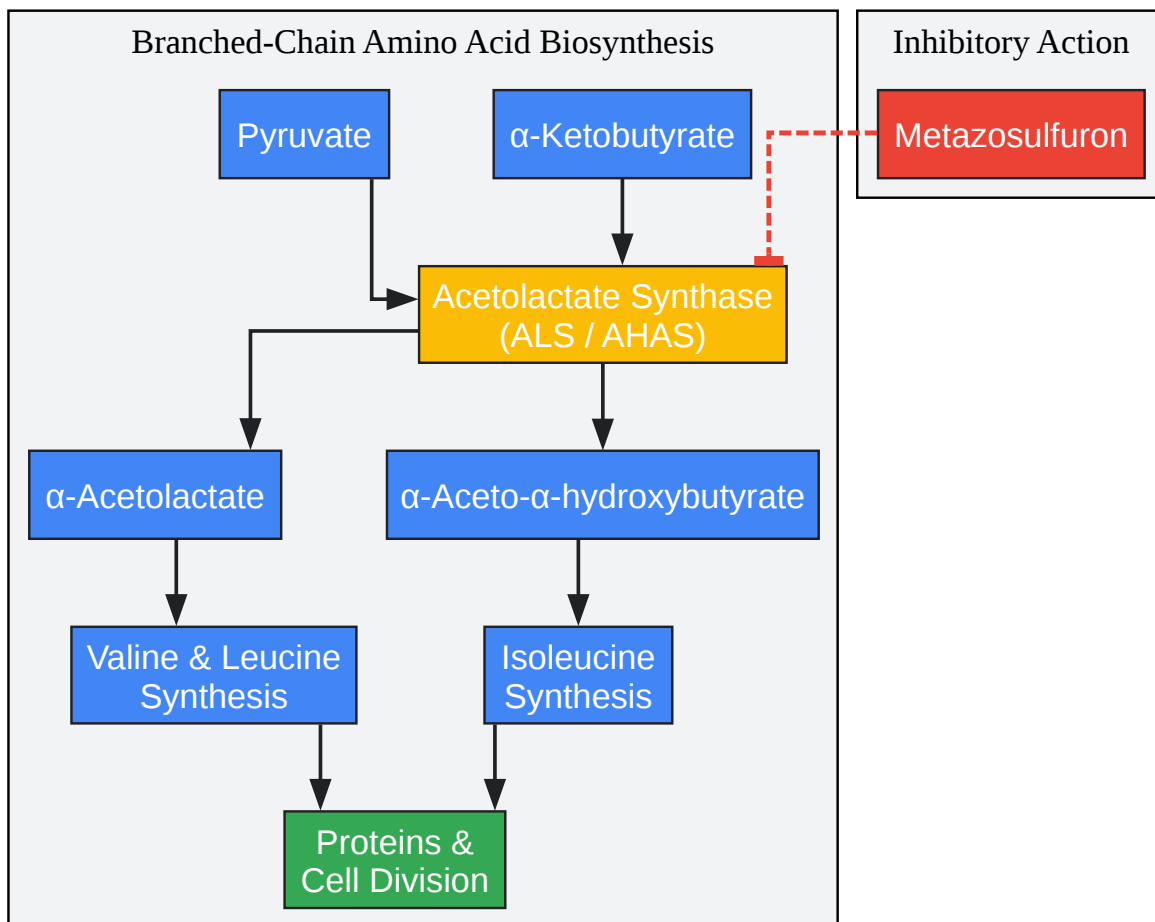 Branched-Chain Amino Acid Biosynthesis
Inhibitory Action
Pyruvate
α-Ketobutyrate
Metazosulfuron
Acetolactate Synthase
(ALS / AHAS)
α-Acetolactate
α-Aceto-α-hydroxybutyrate
Valine & Leucine
Synthesis
Isoleucine
Synthesis
Proteins &
Cell Division